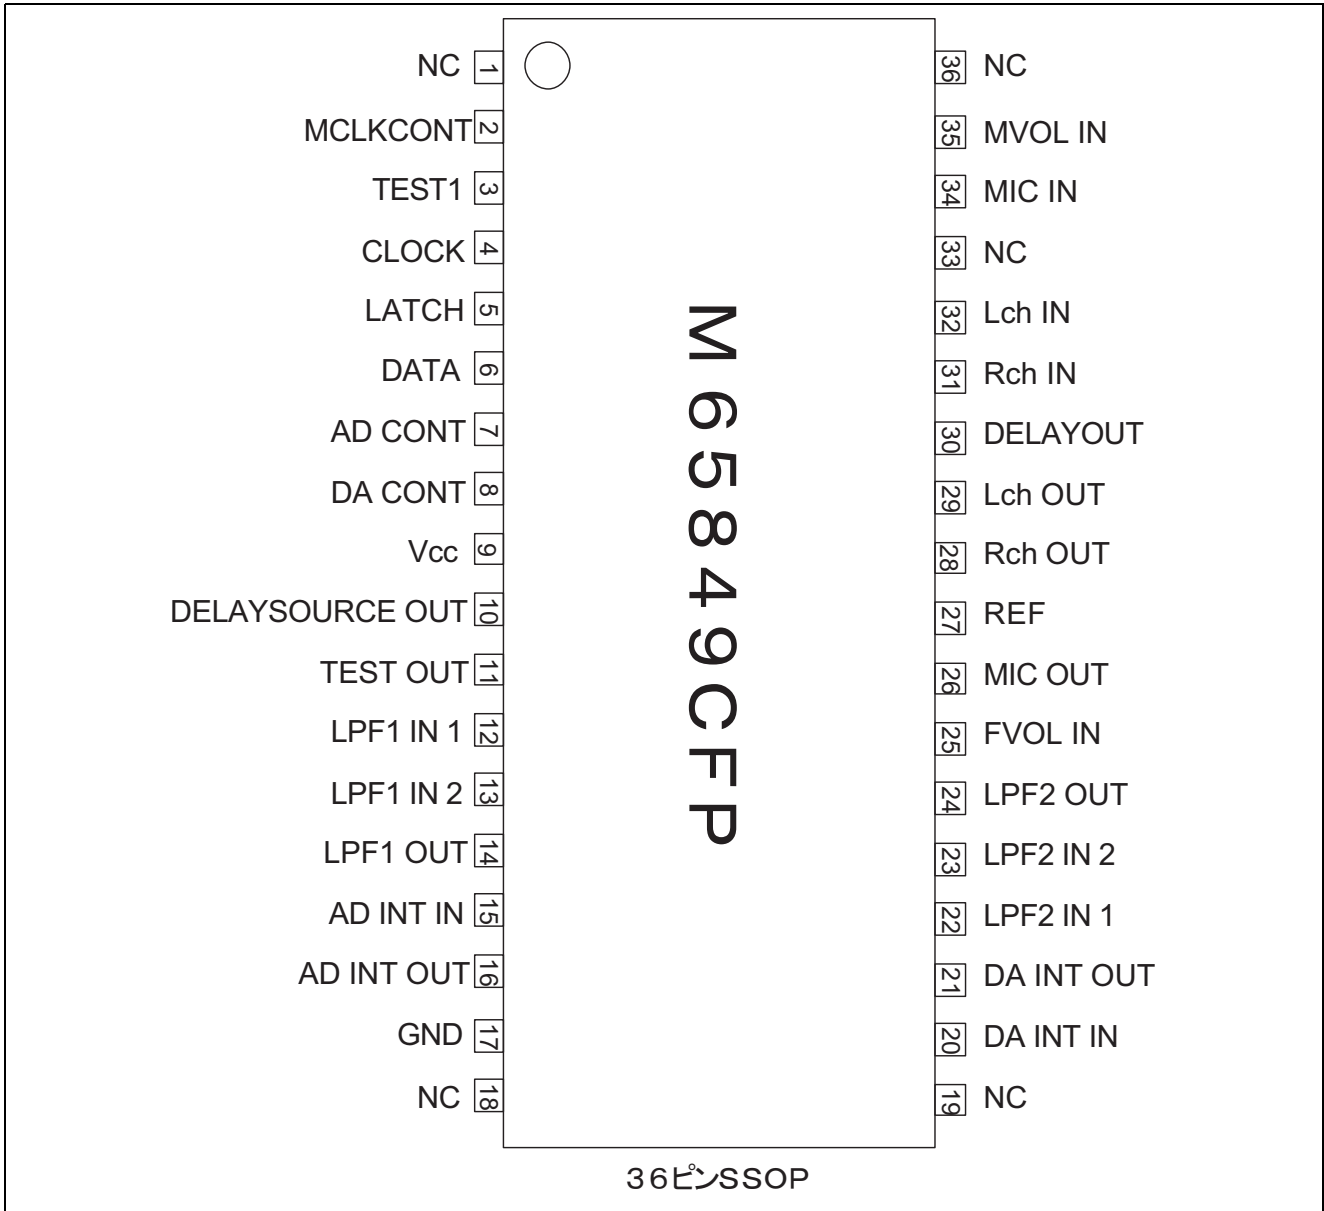 NC 1
MCLKCONT 2
TEST1 3
CLOCK 4
LATCH 5
DATA 6
AD CONT 7
DA CONT 8
Vcc 9
DELAYSOURCE OUT 10
TEST OUT 11
LPF1 IN 1 12
LPF1 IN 2 13
LPF1 OUT 14
AD INT IN 15
AD INT OUT 16
GND 17
NC 18
M65849CFP
36 NC
35 MVOL IN
34 MIC IN
33 NC
32 Lch IN
31 Rch IN
30 DELAYOUT
29 Lch OUT
28 Rch OUT
27 REF
26 MIC OUT
25 FVOL IN
24 LPF2 OUT
23 LPF2 IN 2
22 LPF2 IN 1
21 DA INT OUT
20 DA INT IN
19 NC
36ピンSSOP